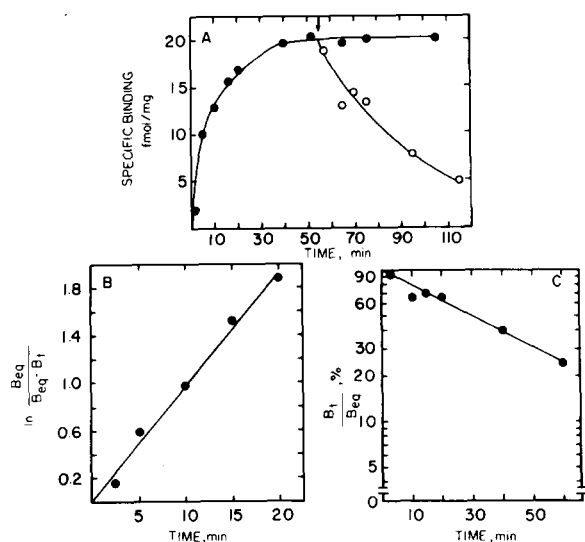 A
SPECIFIC BINDING
fmol/mg
20
15
10
5
10 30 50 70 90 110
TIME, min
B
ln Beq / Beq - Bt
1.8
1.4
1.0
0.6
0.2
5 10 15 20
TIME, min
C
Bt / Beq , %
90
60
30
20
10
5
0
20 40 60
TIME, min